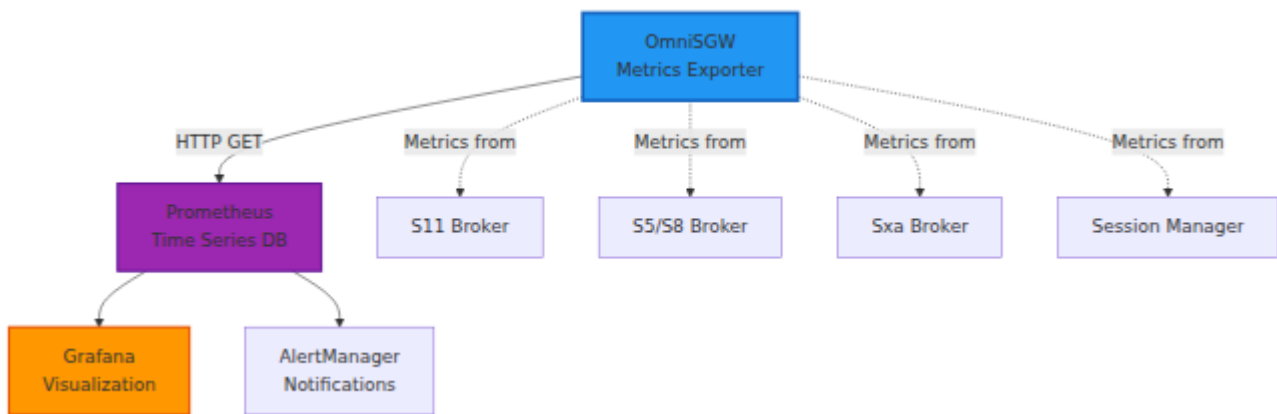 OmniSGW
Metrics Exporter
HTTP GET
Metrics from
Metrics from
Metrics from
Metrics from
Prometheus
Time Series DB
S11 Broker
S5/S8 Broker
Sxa Broker
Session Manager
Grafana
Visualization
AlertManager
Notifications